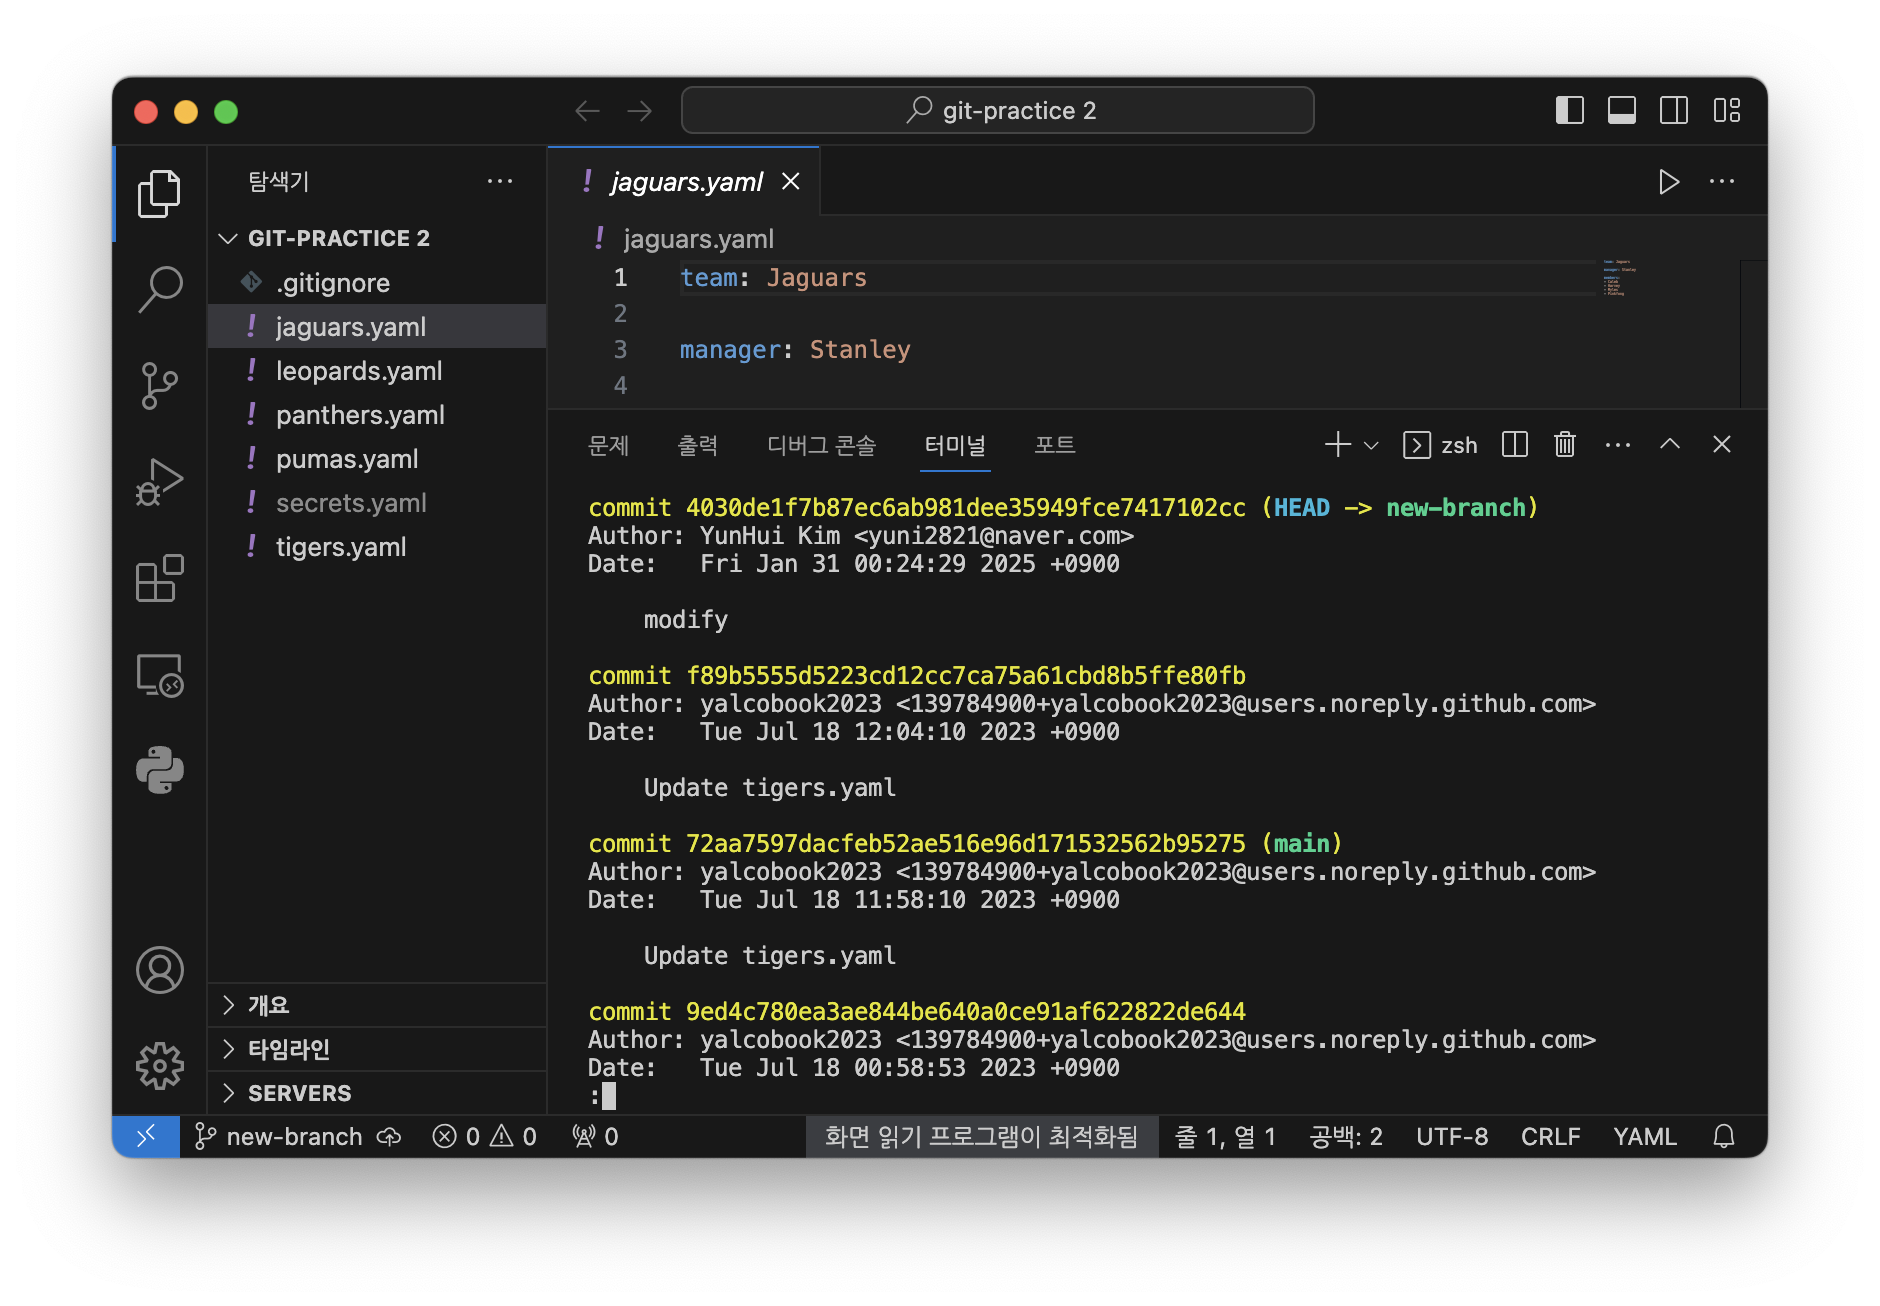 git-practice 2
탐색기
GIT-PRACTICE 2
.gitignore
! jaguars.yaml
! leopards.yaml
! panthers.yaml
! pumas.yaml
! secrets.yaml
! tigers.yaml
개요
타임라인
SERVERS
! jaguars.yaml
! jaguars.yaml
1 team: Jaguars
2
3 manager: Stanley
4
문제 출력 디버그 콘솔 터미널 포트 zsh
commit 4030de1f7b87ec6ab981dee35949fce7417102cc (HEAD -> new-branch)
Author: YunHui Kim <yuni2821@naver.com>
Date:   Fri Jan 31 00:24:29 2025 +0900
modify
commit f89b5555d5223cd12cc7ca75a61cbd8b5ffe80fb
Author: yalcobook2023 <139784900+yalcobook2023@users.noreply.github.com>
Date:   Tue Jul 18 12:04:10 2023 +0900
Update tigers.yaml
commit 72aa7597dacfeb52ae516e96d171532562b95275 (main)
Author: yalcobook2023 <139784900+yalcobook2023@users.noreply.github.com>
Date:   Tue Jul 18 11:58:10 2023 +0900
Update tigers.yaml
commit 9ed4c780ea3ae844be640a0ce91af622822de644
Author: yalcobook2023 <139784900+yalcobook2023@users.noreply.github.com>
Date:   Tue Jul 18 00:58:53 2023 +0900
:
new-branch 0 0 0 화면 읽기 프로그램이 최적화됨 줄 1, 열 1 공백: 2 UTF-8 CRLF YAML